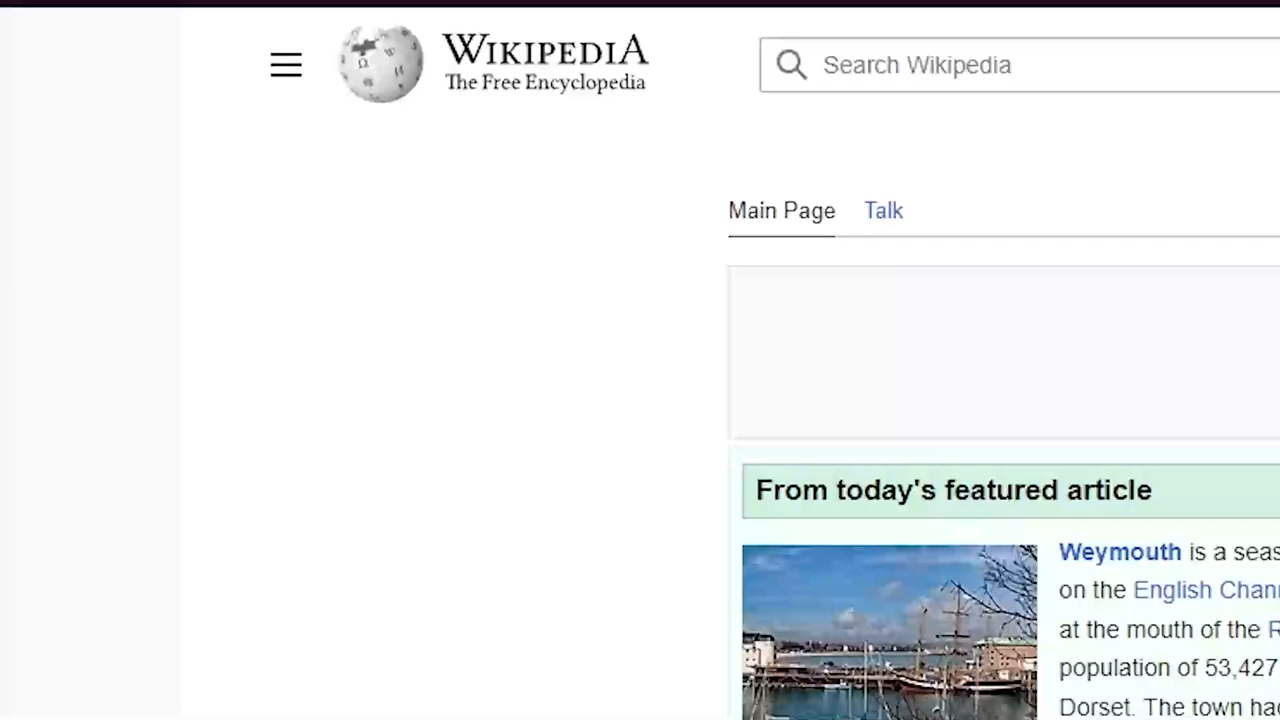 WIKIPEDIA
The Free Encyclopedia
Search Wikipedia
Main Page Talk
From today's featured article
Weymouth is a seas
on the English Chan
at the mouth of the R
population of 53,427
Dorset. The town had